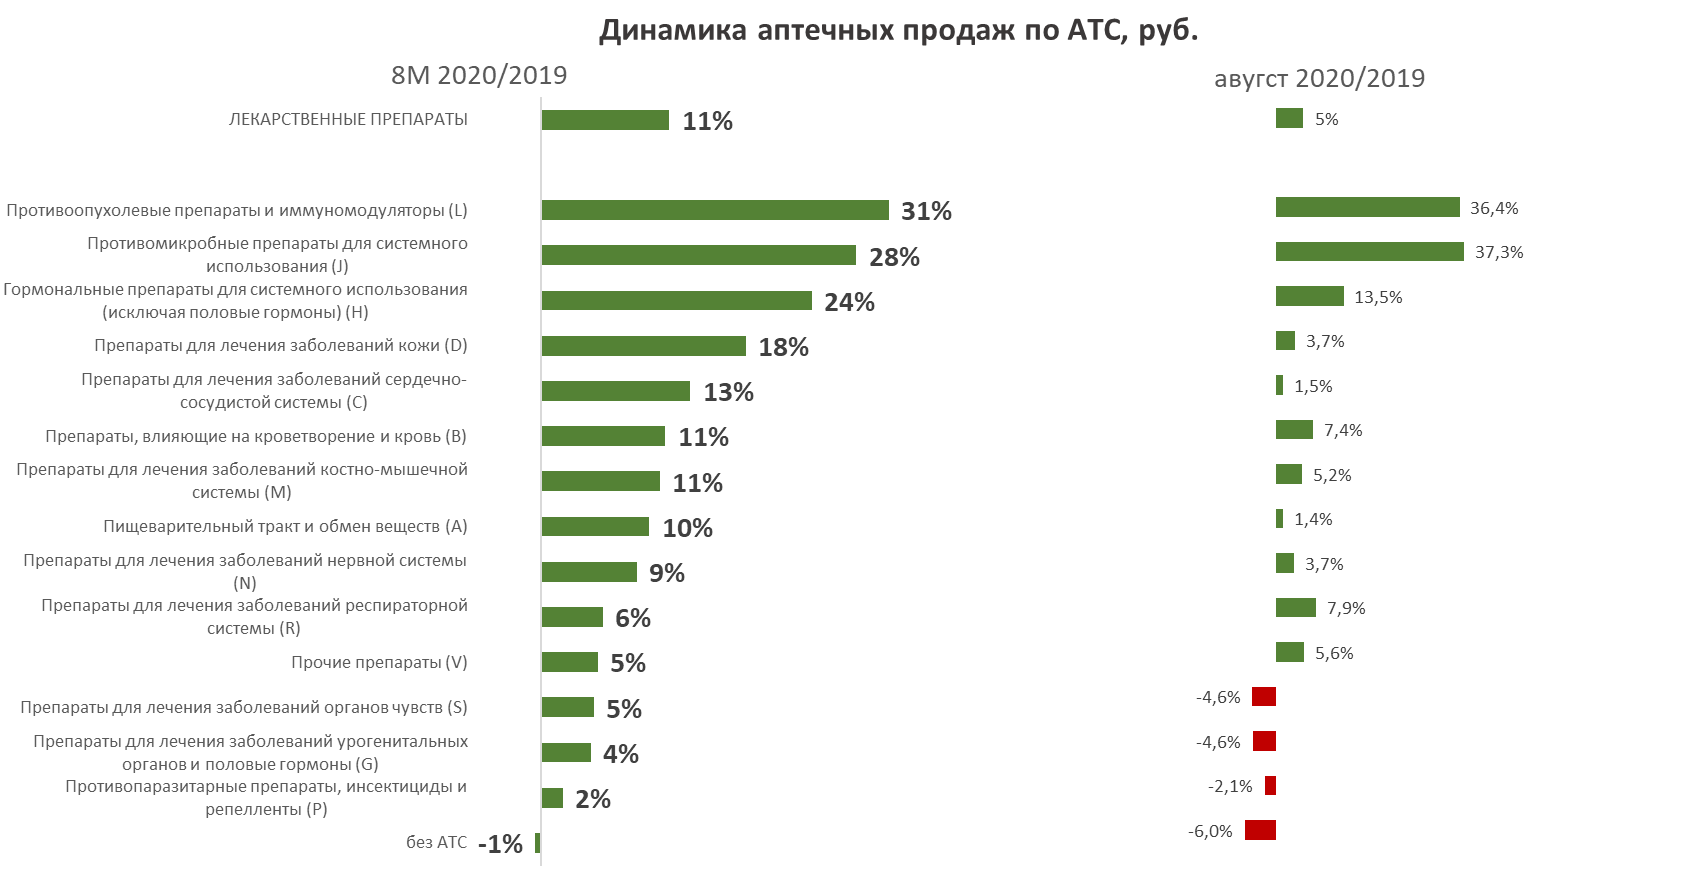 Динамика аптечных продаж по АТС, руб.
8М 2020/2019
авугст 2020/2019
ЛЕКАРСТВЕННЫЕ ПРЕПАРАТЫ
11%
5%
Противоопухолевые препараты и иммуномодуляторы (L)
31%
36,4%
Противомикробные препараты для системного
использования (J)
28%
37,3%
Гормональные препараты для системного использования
(исключая половые гормоны) (H)
24%
13,5%
Препараты для лечения заболеваний кожи (D)
18%
3,7%
Препараты для лечения заболеваний сердечно-
сосудистой системы (C)
13%
1,5%
Препараты, влияющие на кроветворение и кровь (B)
11%
7,4%
Препараты для лечения заболеваний костно-мышечной
системы (M)
11%
5,2%
Пищеварительный тракт и обмен веществ (A)
10%
1,4%
Препараты для лечения заболеваний нервной системы
(N)
9%
3,7%
Препараты для лечения заболеваний респираторной
системы (R)
6%
7,9%
Прочие препараты (V)
5%
5,6%
Препараты для лечения заболеваний органов чувств (S)
5%
-4,6%
Препараты для лечения заболеваний урогенитальных
органов и половые гормоны (G)
4%
-4,6%
Противопаразитарные препараты, инсектициды и
репелленты (P)
2%
-2,1%
без АТС
-1%
-6,0%